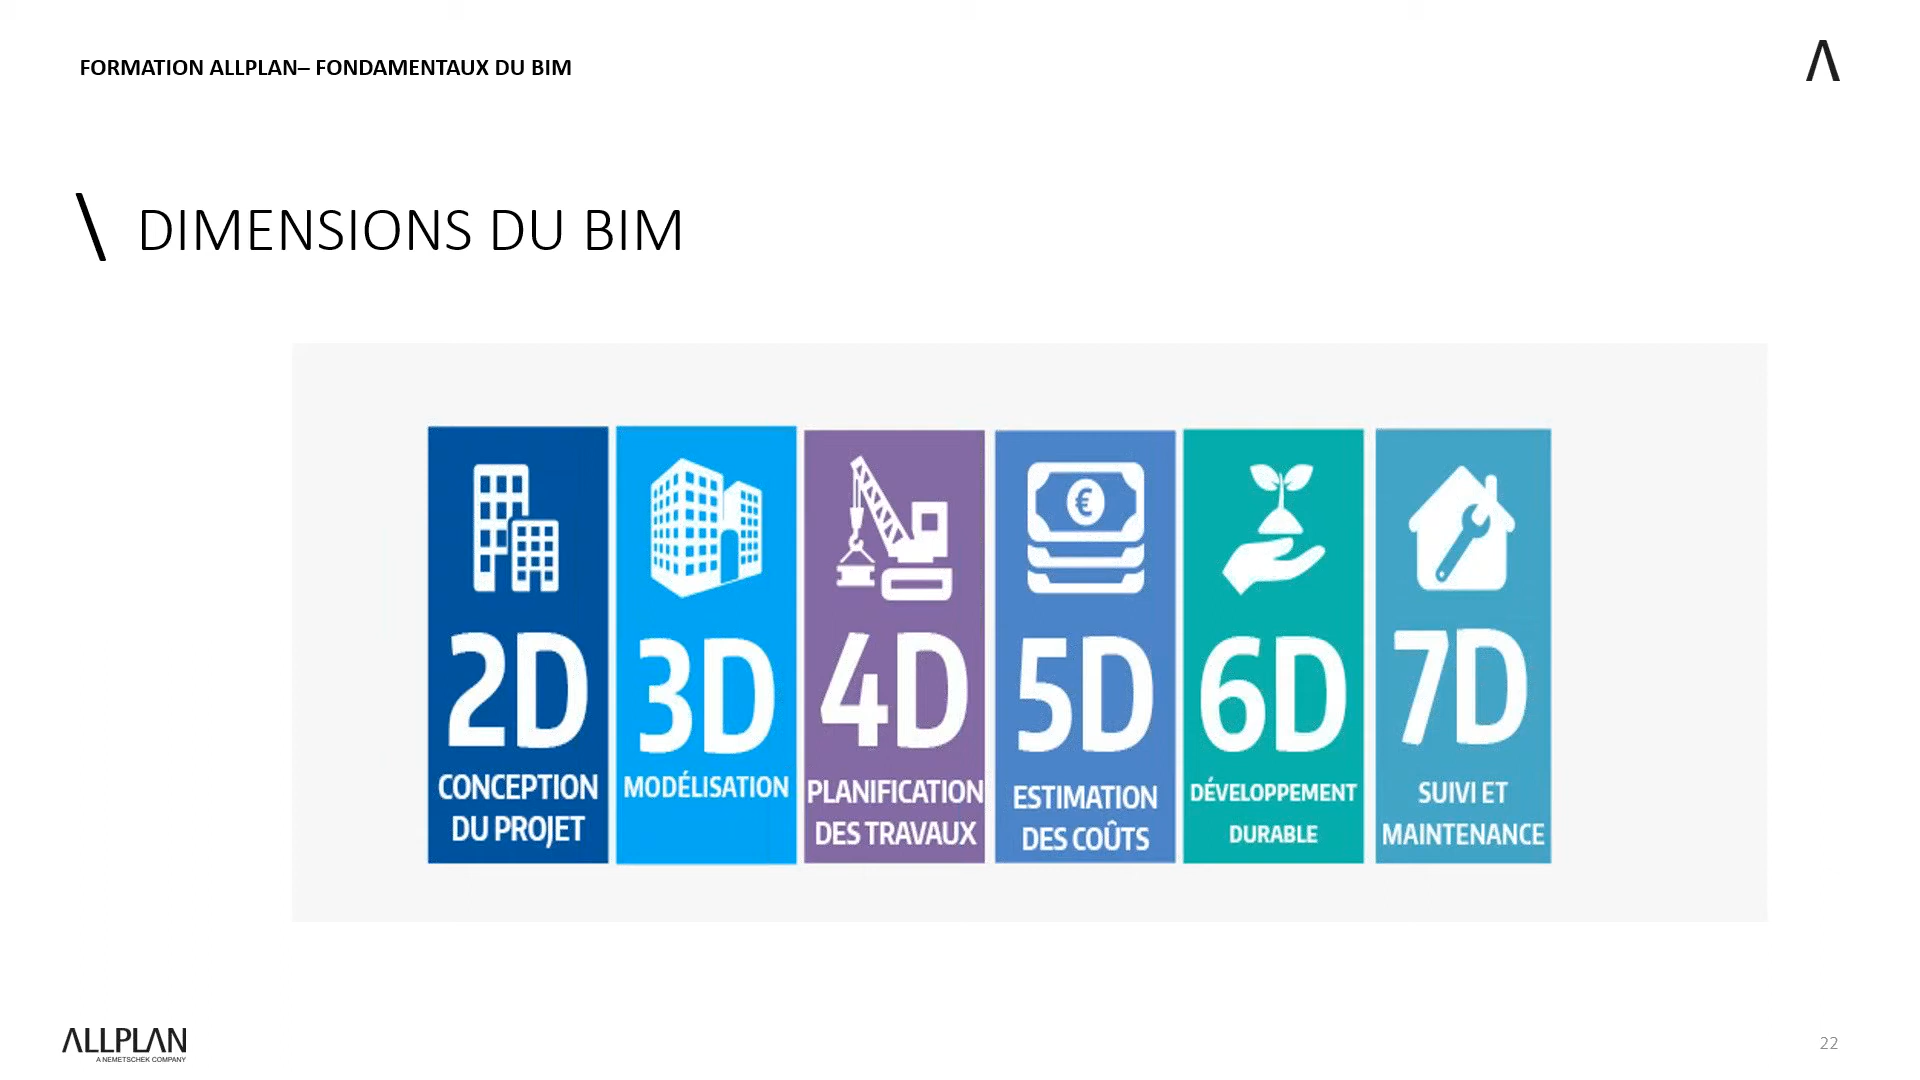 FORMATION ALLPLAN– FONDAMENTAUX DU BIM
\ DIMENSIONS DU BIM
€
2D
CONCEPTION
DU PROJET
3D
MODÉLISATION
4D
PLANIFICATION
DES TRAVAUX
5D
ESTIMATION
DES COÛTS
6D
DÉVELOPPEMENT
DURABLE
7D
SUIVI ET
MAINTENANCE
ALLPLAN
A NEMETSCHEK COMPANY
22